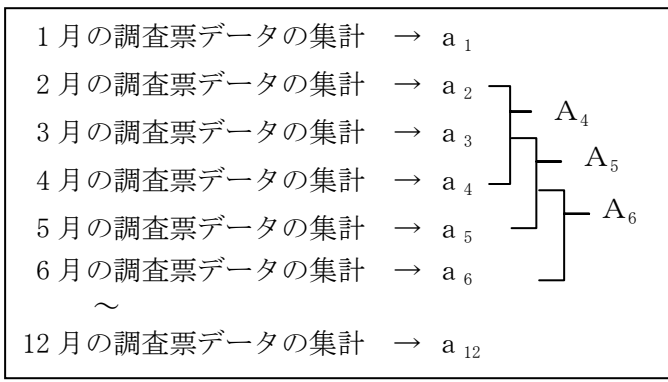 1月の調査票データの集計 → a₁
2月の調査票データの集計 → a₂
A₄
3月の調査票データの集計 → a₃
A₅
4月の調査票データの集計 → a₄
A₆
5月の調査票データの集計 → a₅
6月の調査票データの集計 → a₆
～
12月の調査票データの集計 → a₁₂